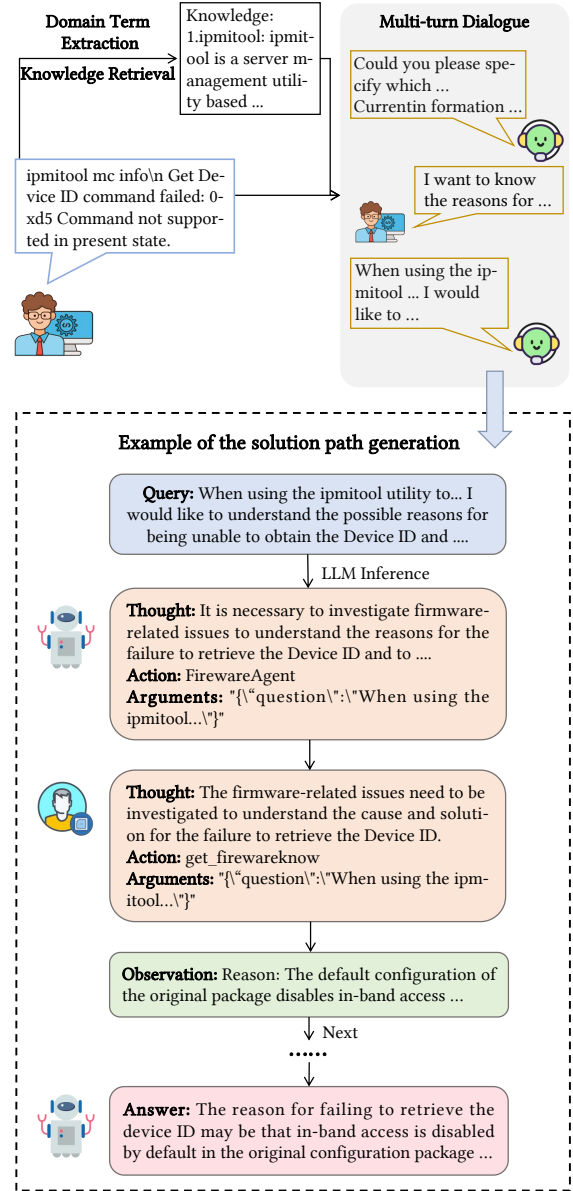 Domain Term
Extraction
Knowledge Retrieval
Knowledge:
1.ipmitool: ipmit-
ool is a server m-
anagement utili-
ty based ...
Multi-turn Dialogue
Could you please spe-
cify which ...
Currentin formation ...
I want to know
the reasons for ...
When using the ip-
mitool ... I would
like to ...
ipmitool mc info\n Get De-
vice ID command failed: 0-
xd5 Command not suppor-
ted in present state.
Example of the solution path generation
Query: When using the ipmitool utility to... I
would like to understand the possible reasons for
being unable to obtain the Device ID and ....
LLM Inference
Thought: It is necessary to investigate firmware-
related issues to understand the reasons for the
failure to retrieve the Device ID and to ....
Action: FirewareAgent
Arguments: "{\“question\":\"When using the
ipmitool...\"}"
Thought: The firmware-related issues need to be
investigated to understand the cause and soluti-
on for the failure to retrieve the Device ID.
Action: get_firewareknow
Arguments: "{\“question\":\"When using the ipm-
itool...\"}"
Observation: Reason: The default configuration of
the original package disables in-band access ...
Next
......
Answer: The reason for failing to retrieve the
device ID may be that in-band access is disabled
by default in the original configuration package ...